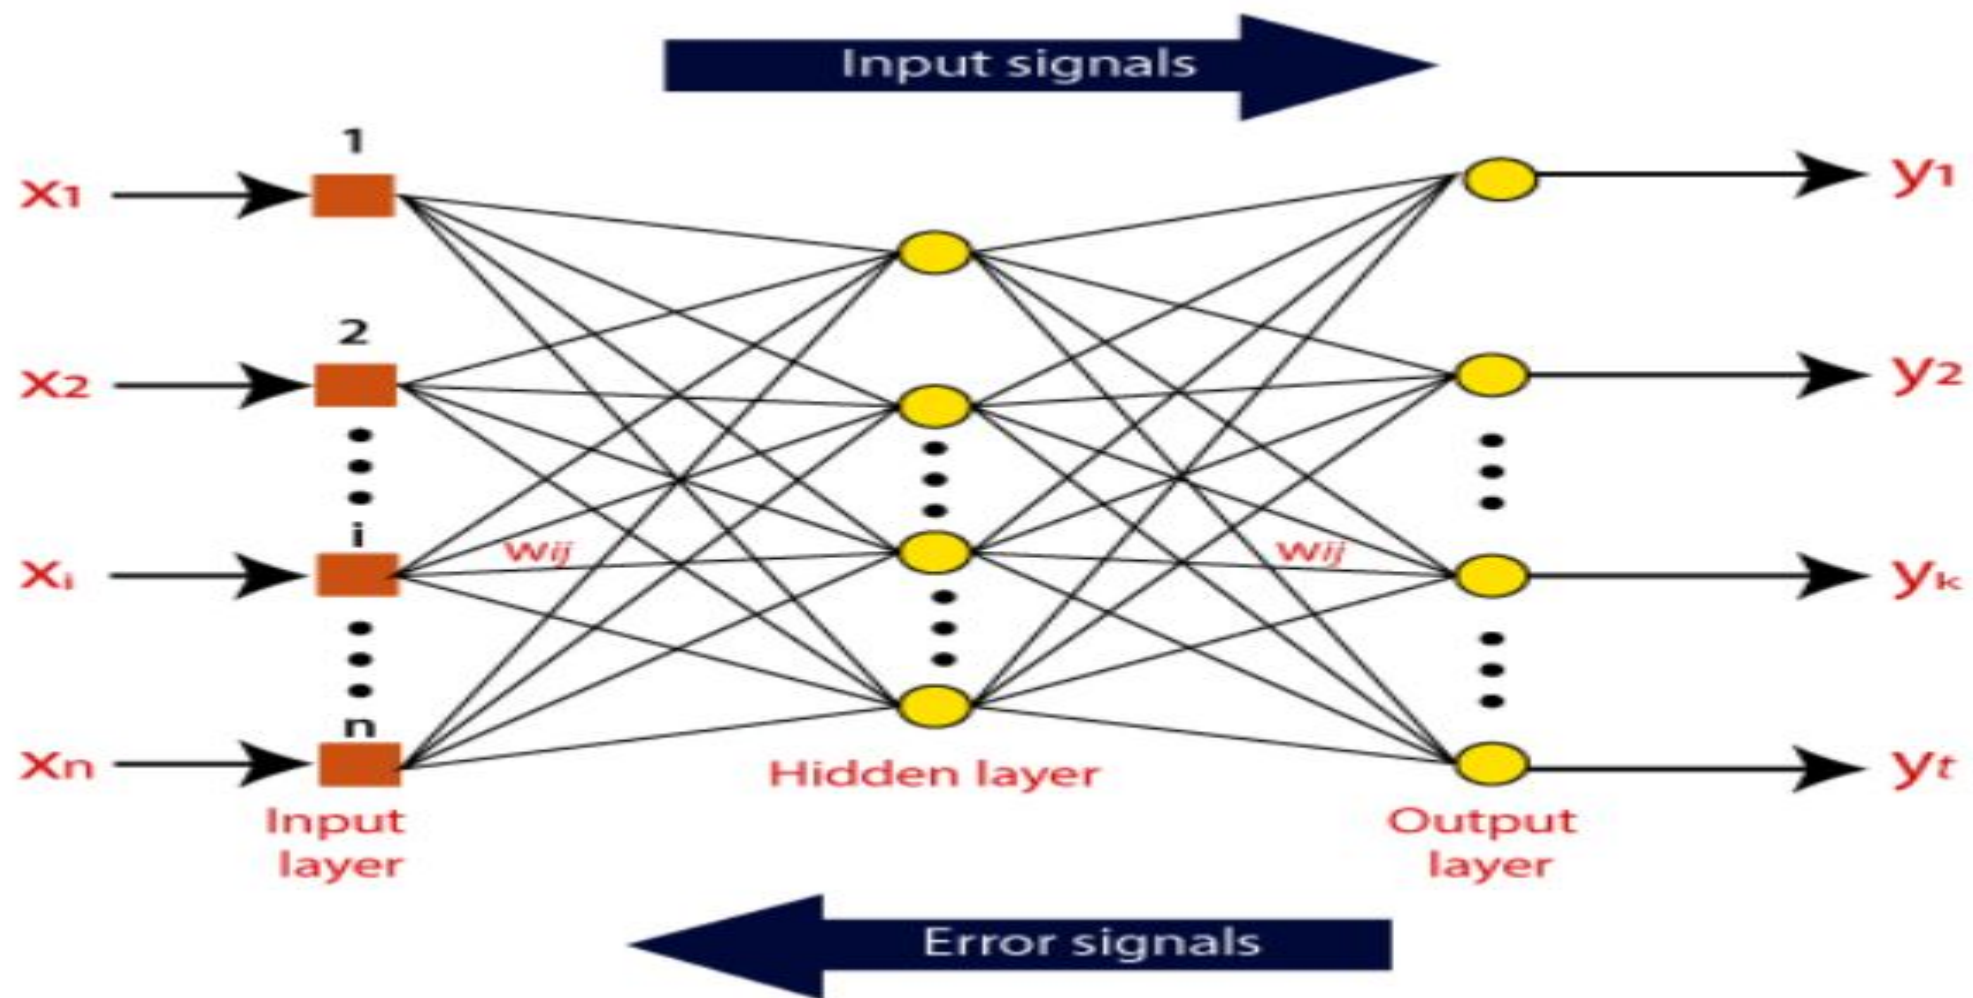 Input signals
1
x1
y1
2
x2
y2
i
xi
wij
wij
yk
n
xn
yt
Hidden layer
Input
layer
Output
layer
Error signals